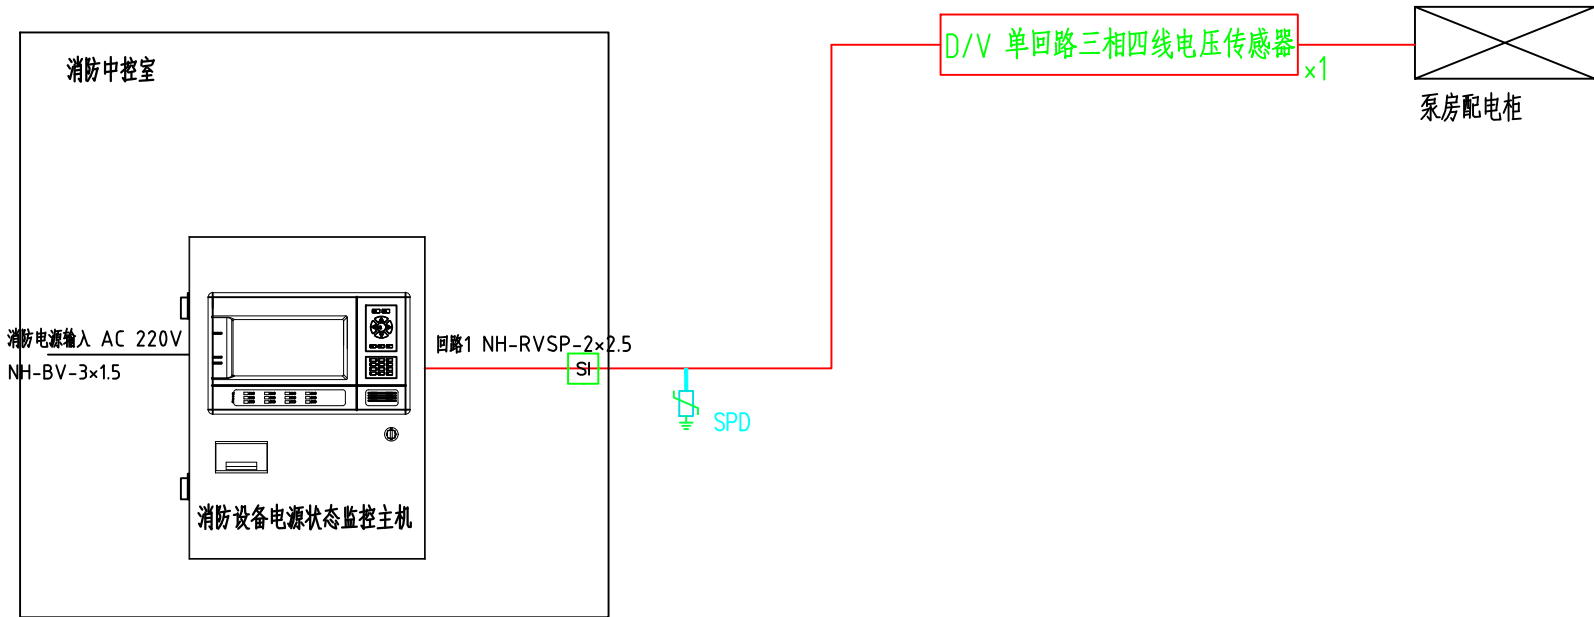 消防中控室
D/V 单回路三相四线电压传感器
x1
泵房配电柜
消防电源输入 AC 220V
NH-BV-3×1.5
回路1 NH-RVSP-2×2.5
SI
SPD
消防设备电源状态监控主机